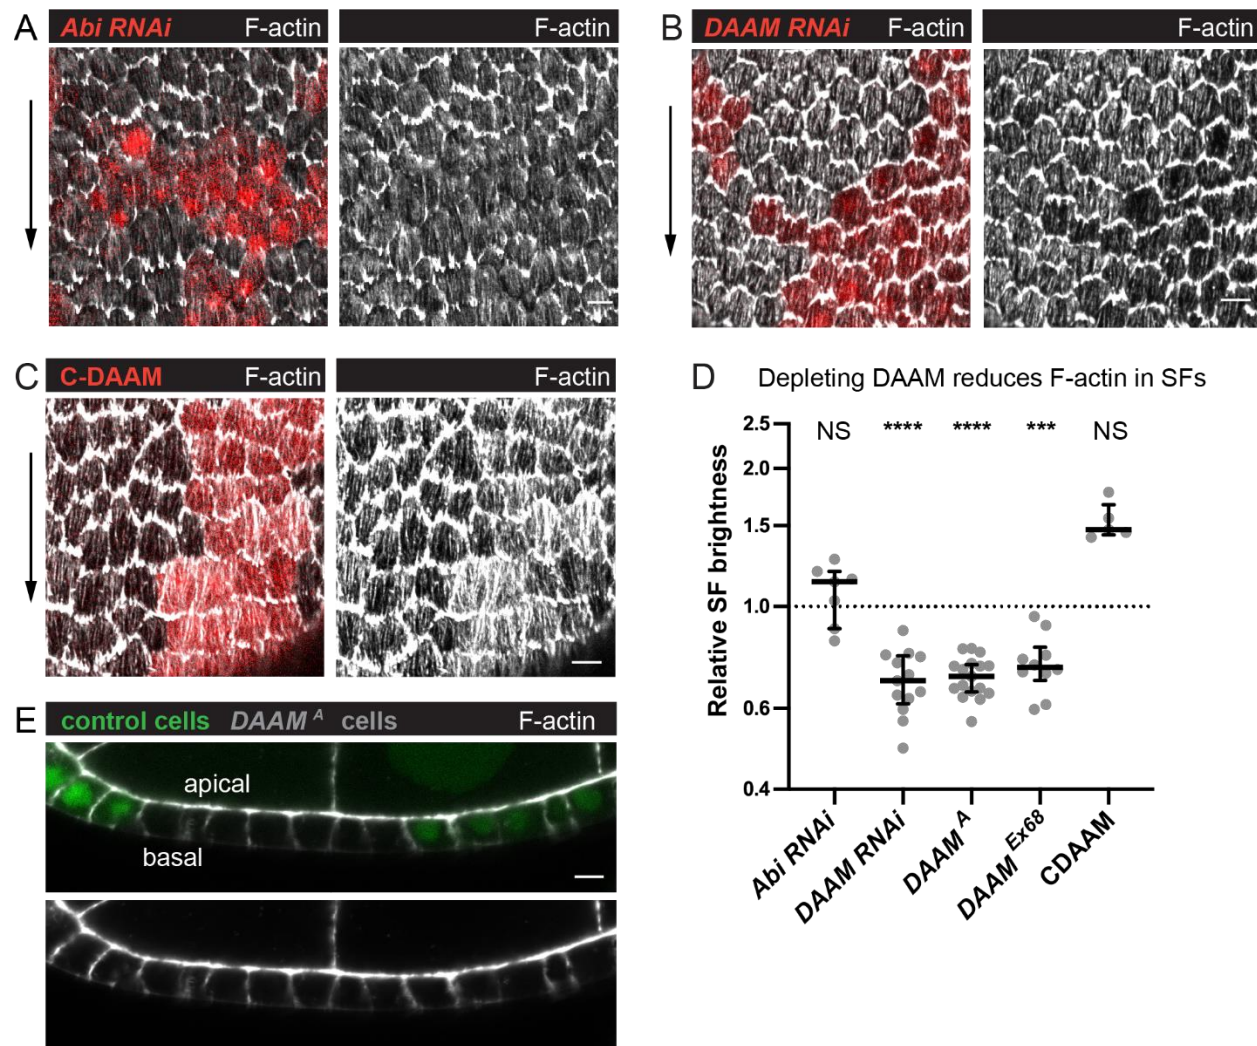 A Abi RNAi F-actin F-actin
B DAAM RNAi F-actin F-actin
C C-DAAM F-actin F-actin
D Depleting DAAM reduces F-actin in SFs
NS **** **** *** NS
Relative SF brightness
2.5
2.0
1.5
1.0
0.6
0.4
Abi RNAi
DAAM RNAi
DAAM A
DAAM Ex68
CDAAM
E control cells DAAM A cells F-actin
apical
basal